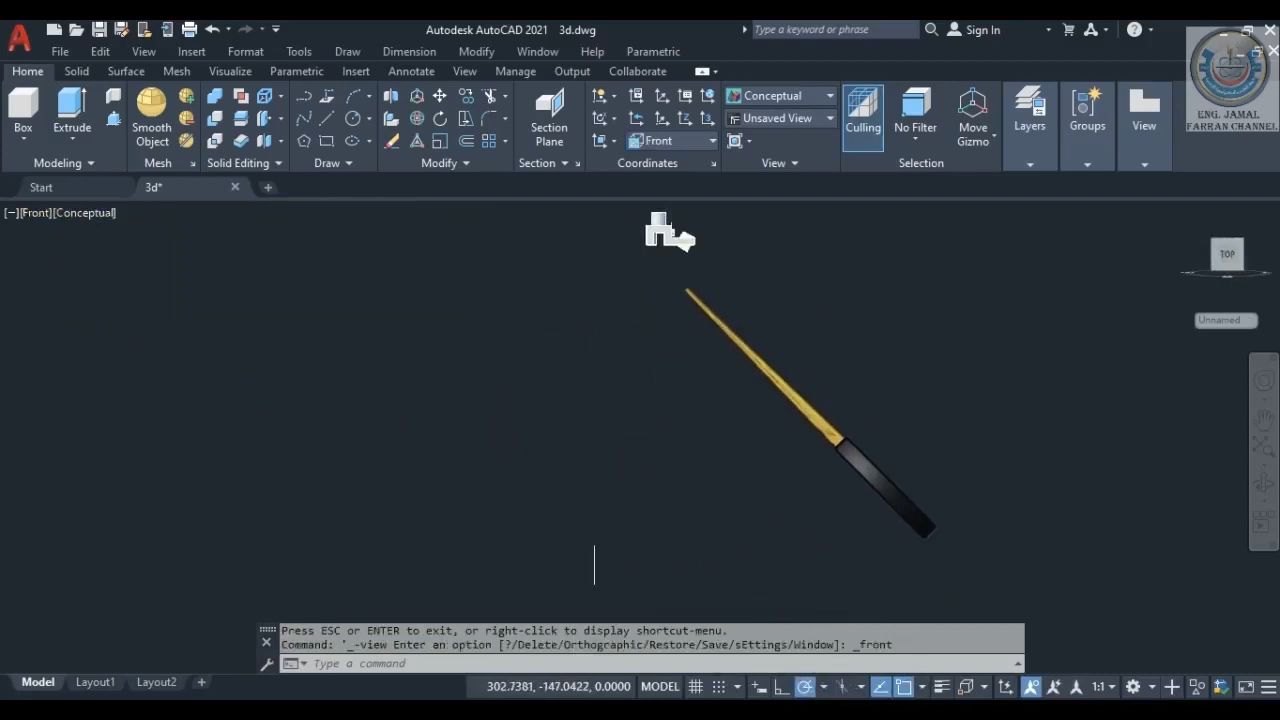 Autodesk AutoCAD 2021 3d.dwg
Type a keyword or phrase
Sign In
File Edit View Insert Format Tools Draw Dimension Modify Window Help Parametric
Home Solid Surface Mesh Visualize Parametric Insert Annotate View Output Manage Collaborate
Conceptual
Unsaved View
Front
Box
Extrude
Smooth
Object
Section
Plane
Culling
No Filter
Move
Gizmo
Layers
Groups
View
Modeling
Mesh
Solid Editing
Draw
Modify
Section
Coordinates
View
Selection
ENG. JAMAL
FARRAN CHANNEL
Start
3d*
[−][Front][Conceptual]
TOP
Unnamed
Press ESC or ENTER to exit, or right-click to display shortcut-menu.
Command: '_-view Enter an option [?/Delete/Orthographic/Restore/Save/sEttings/Window]: _front
Type a command
Model
Layout1
Layout2
302.7381, -147.0422, 0.0000 MODEL
1:1